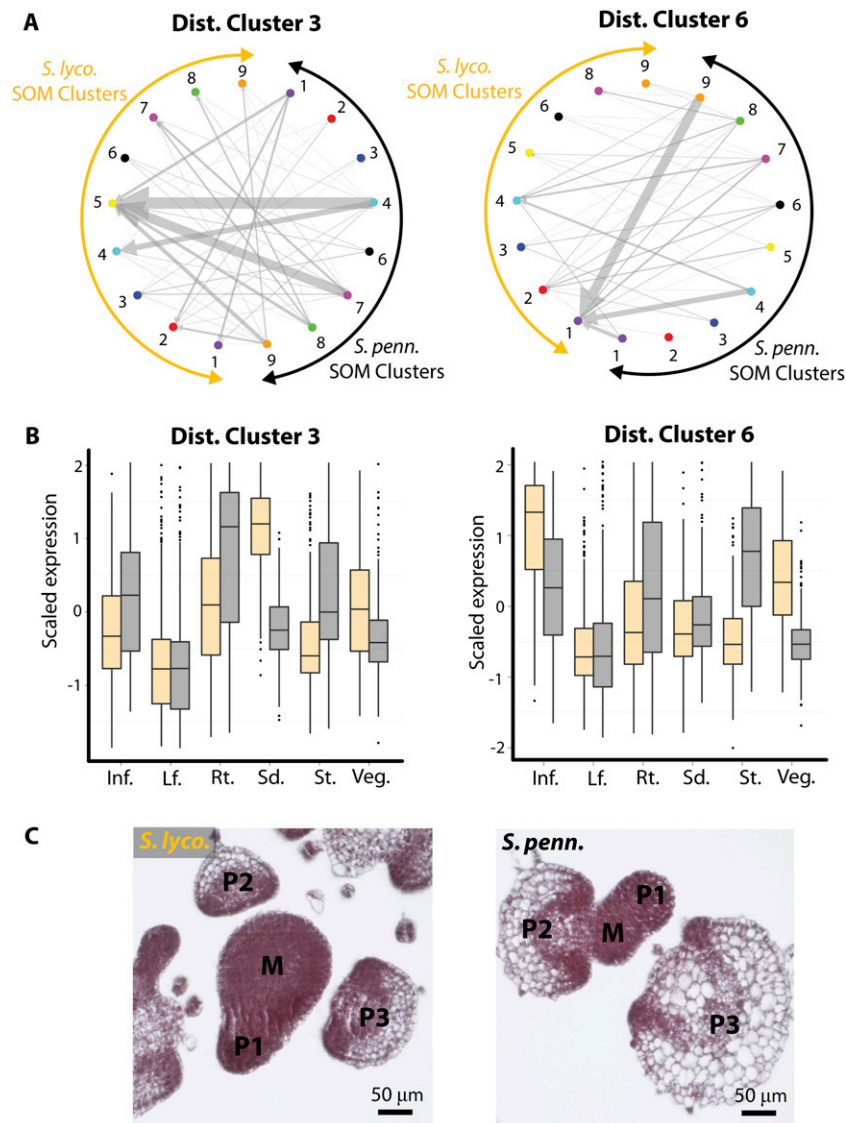 A
Dist. Cluster 3
Dist. Cluster 6
S. lyco.
SOM Clusters
9
1
8
2
7
3
6
4
5
6
4
7
3
8
2
9
1
S. penn.
SOM Clusters
S. lyco.
SOM Clusters
9
9
8
8
6
7
5
6
4
5
3
4
2
3
1
2
1
S. penn.
SOM Clusters
B
Dist. Cluster 3
Dist. Cluster 6
Scaled expression
2
1
0
-1
Inf. Lf. Rt. Sd. St. Veg.
Scaled expression
2
1
0
-1
-2
Inf. Lf. Rt. Sd. St. Veg.
C
S. lyco.
P2
M
P3
P1
50 μm
S. penn.
P1
P2
M
P3
50 μm